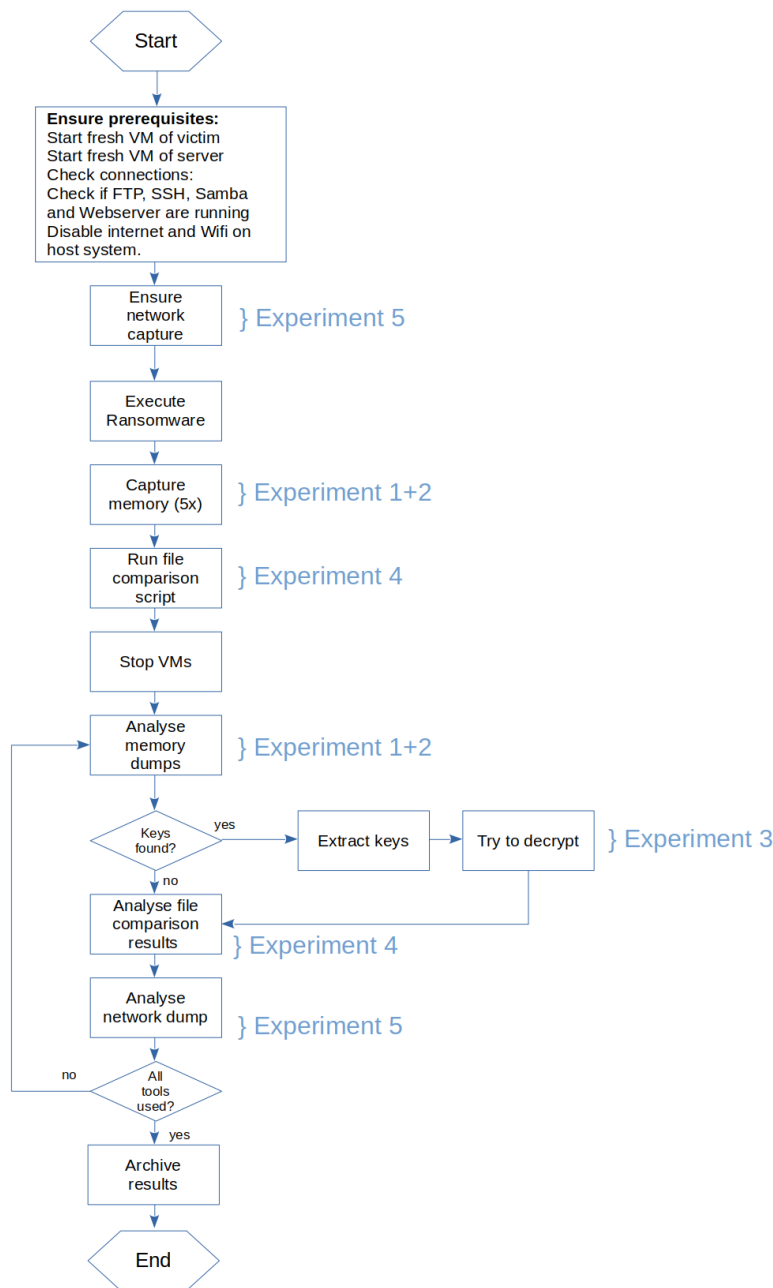 Start
Ensure prerequisites:
Start fresh VM of victim
Start fresh VM of server
Check connections:
Check if FTP, SSH, Samba
and Webserver are running
Disable internet and Wifi on
host system.
Ensure
network
capture
} Experiment 5
Execute
Ransomware
Capture
memory (5x)
} Experiment 1+2
Run file
comparison
script
} Experiment 4
Stop VMs
Analyse
memory
dumps
} Experiment 1+2
Keys
found?
yes
Extract keys
Try to decrypt
} Experiment 3
no
Analyse file
comparison
results
} Experiment 4
Analyse
network dump
} Experiment 5
no
All
tools
used?
yes
Archive
results
End